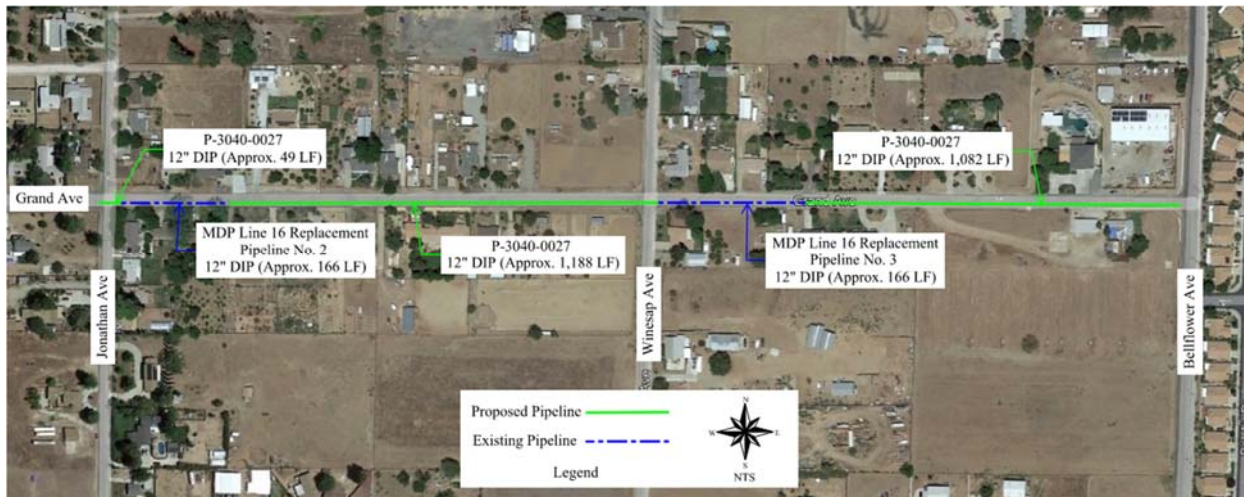 P-3040-0027
12" DIP (Approx. 49 LF)
P-3040-0027
12" DIP (Approx. 1,082 LF)
Grand Ave
Grand Ave
MDP Line 16 Replacement
Pipeline No. 2
12" DIP (Approx. 166 LF)
P-3040-0027
12" DIP (Approx. 1,188 LF)
MDP Line 16 Replacement
Pipeline No. 3
12" DIP (Approx. 166 LF)
Jonathan Ave
Winesap Ave
Bellflower Ave
Proposed Pipeline
Existing Pipeline
Legend
N
W
E
S
NTS